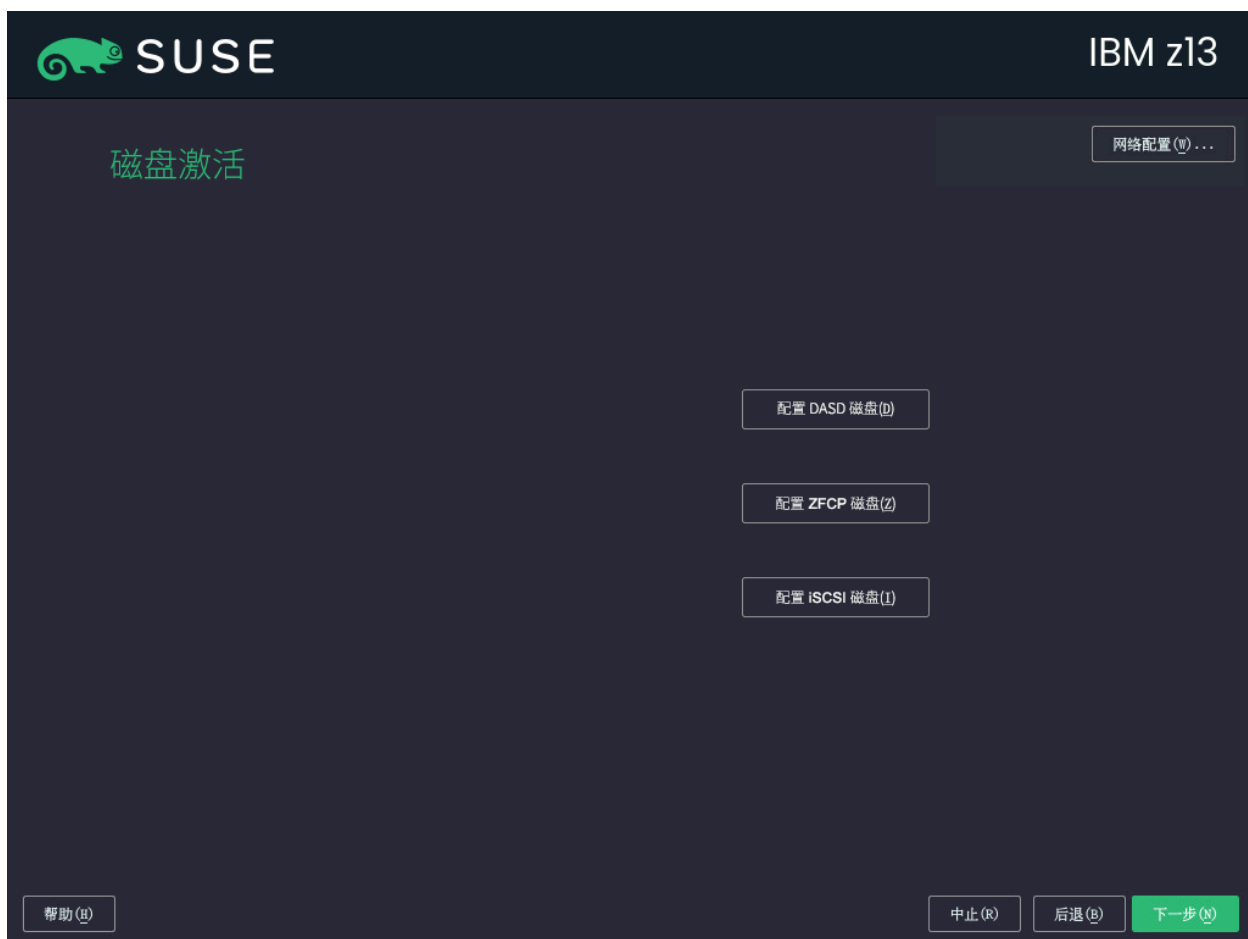 SUSE
IBM z13
磁盘激活
网络配置(W)...
配置 DASD 磁盘(D)
配置 ZFCP 磁盘(Z)
配置 iSCSI 磁盘(I)
帮助(H)
中止(R)
后退(B)
下一步(N)